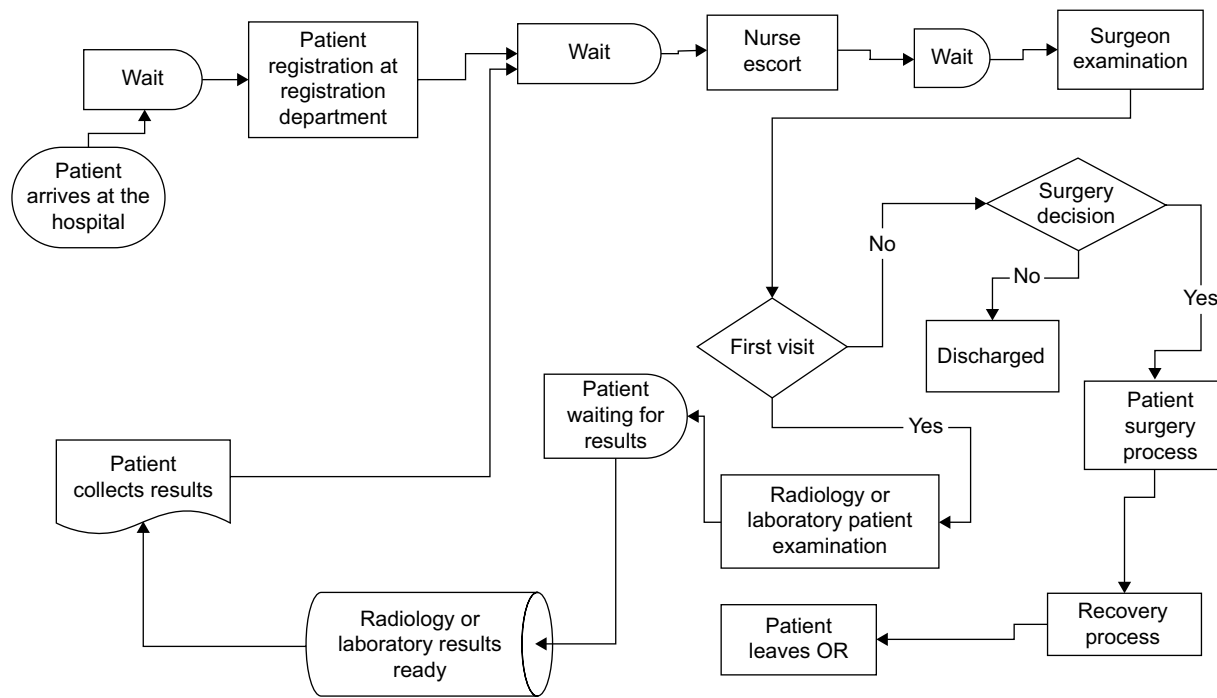 Wait
Patient
registration at
registration
department
Wait
Nurse
escort
Wait
Surgeon
examination
Patient
arrives at the
hospital
Surgery
decision
No
No
Yes
First visit
Discharged
Patient
waiting for
results
Yes
Patient
surgery
process
Patient
collects results
Radiology or
laboratory patient
examination
Radiology or
laboratory results
ready
Patient
leaves OR
Recovery
process